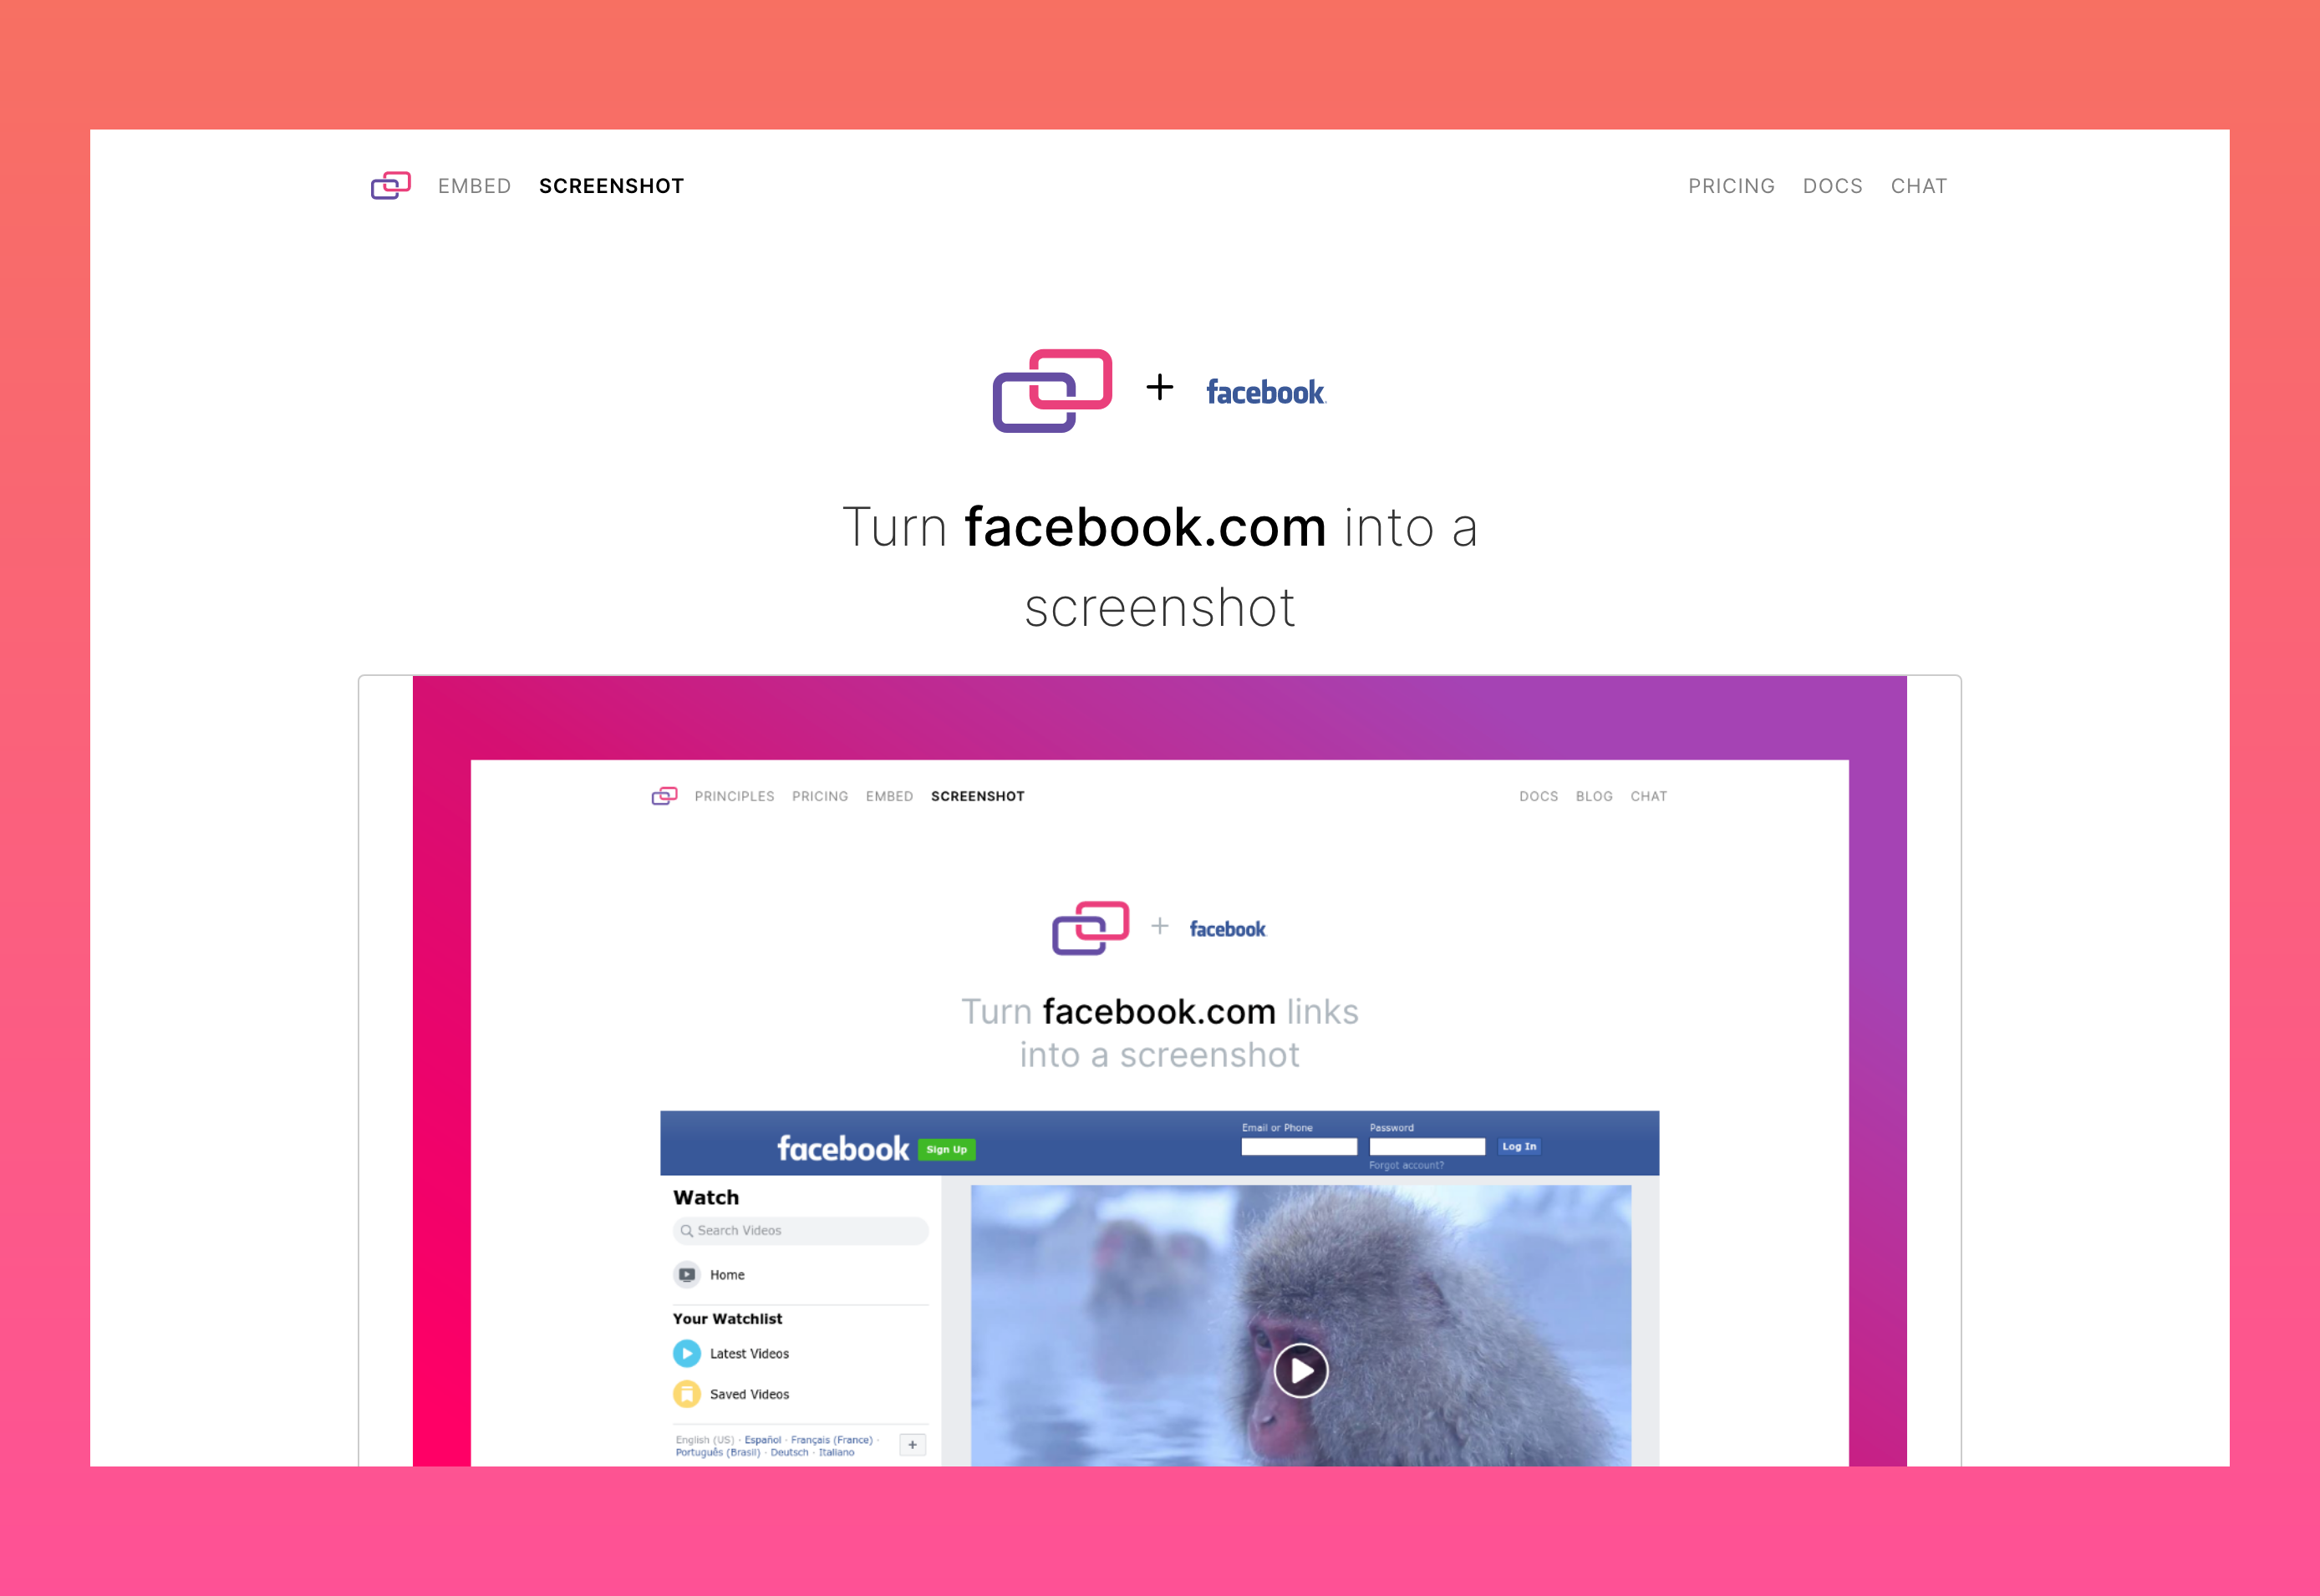 EMBED SCREENSHOT PRICING DOCS CHAT
+ facebook
Turn facebook.com into a
screenshot
PRINCIPLES PRICING EMBED SCREENSHOT DOCS BLOG CHAT
+ facebook
Turn facebook.com links
into a screenshot
Email or Phone Password
facebook Sign Up Log In
Forgot account?
Watch
Search Videos
Home
Your Watchlist
Latest Videos
Saved Videos
English (US) · Español · Français (France) ·
Português (Brasil) · Deutsch · Italiano +